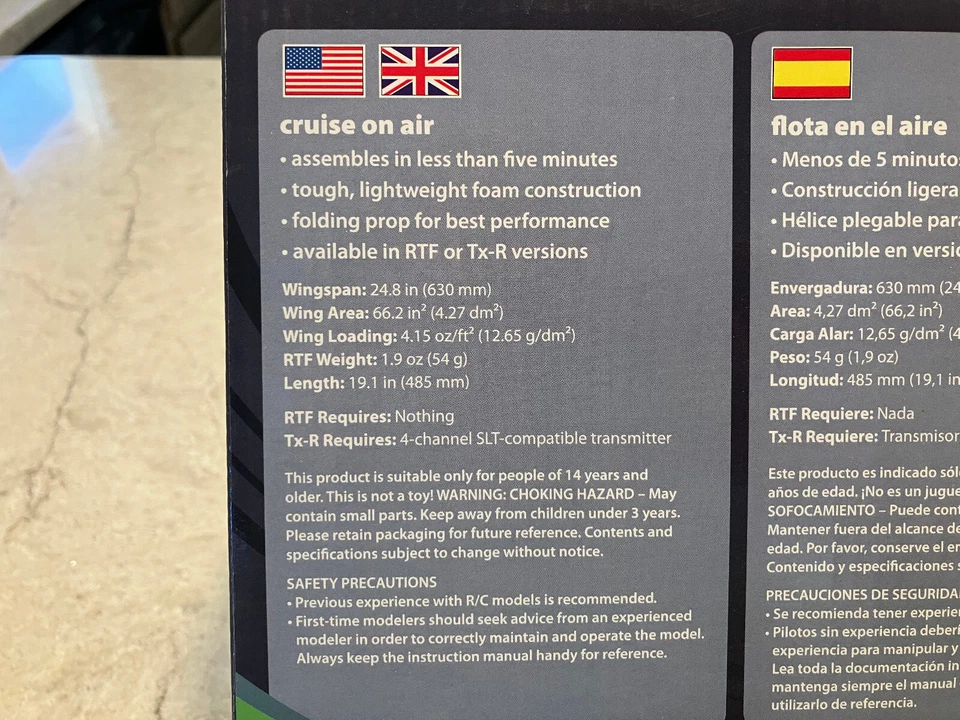 cruise on air
• assembles in less than five minutes
• tough, lightweight foam construction
• folding prop for best performance
• available in RTF or Tx-R versions
Wingspan: 24.8 in (630 mm)
Wing Area: 66.2 in² (4.27 dm²)
Wing Loading: 4.15 oz/ft² (12.65 g/dm²)
RTF Weight: 1.9 oz (54 g)
Length: 19.1 in (485 mm)
RTF Requires: Nothing
Tx-R Requires: 4-channel SLT-compatible transmitter
This product is suitable only for people of 14 years and
older. This is not a toy! WARNING: CHOKING HAZARD – May
contain small parts. Keep away from children under 3 years.
Please retain packaging for future reference. Contents and
specifications subject to change without notice.
SAFETY PRECAUTIONS
• Previous experience with R/C models is recommended.
• First-time modelers should seek advice from an experienced
modeler in order to correctly maintain and operate the model.
Always keep the instruction manual handy for reference.
flota en el aire
• Menos de 5 minuto
• Construcción ligera
• Hélice plegable par
• Disponible en versi
Envergadura: 630 mm (24
Area: 4,27 dm² (66,2 in²)
Carga Alar: 12,65 g/dm² (4
Peso: 54 g (1,9 oz)
Longitud: 485 mm (19,1 in
RTF Requiere: Nada
Tx-R Requiere: Transmisor
Este producto es indicado sól
años de edad. ¡No es un jugue
SOFOCAMIENTO – Puede cont
Mantener fuera del alcance de
edad. Por favor, conserve el e
Contenido y especificaciones s
PRECAUCIONES DE SEGURIDA
• Se recomienda tener experie
• Pilotos sin experiencia deberí
experiencia para manipular y
Lea toda la documentación in
mantenga siempre el manual
utilizarlo de referencia.